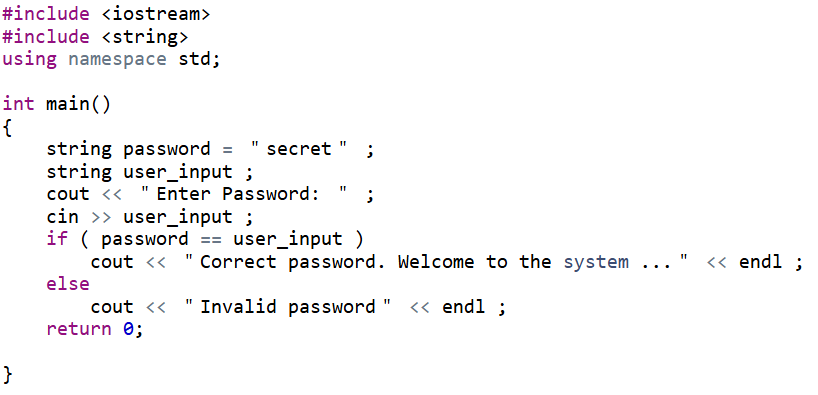 #include <iostream>
#include <string>
using namespace std;
int main()
{
string password = " secret " ;
string user_input ;
cout << " Enter Password: " ;
cin >> user_input ;
if ( password == user_input )
cout << " Correct password. Welcome to the system ... " << endl ;
else
cout << " Invalid password " << endl ;
return 0;
}